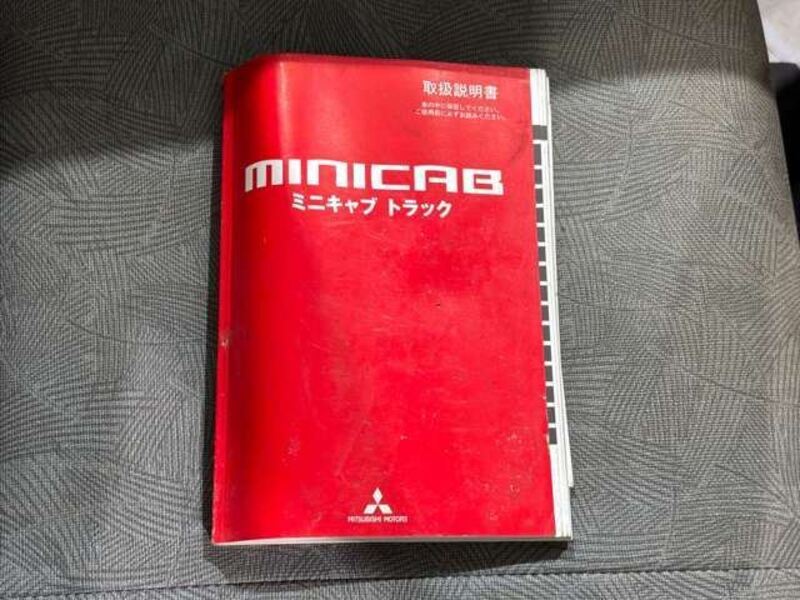 取扱説明書
車の中に保管してください。
ご使用前に必ずお読みください。
MINICAB
ミニキャブ トラック
MITSUBISHI MOTORS